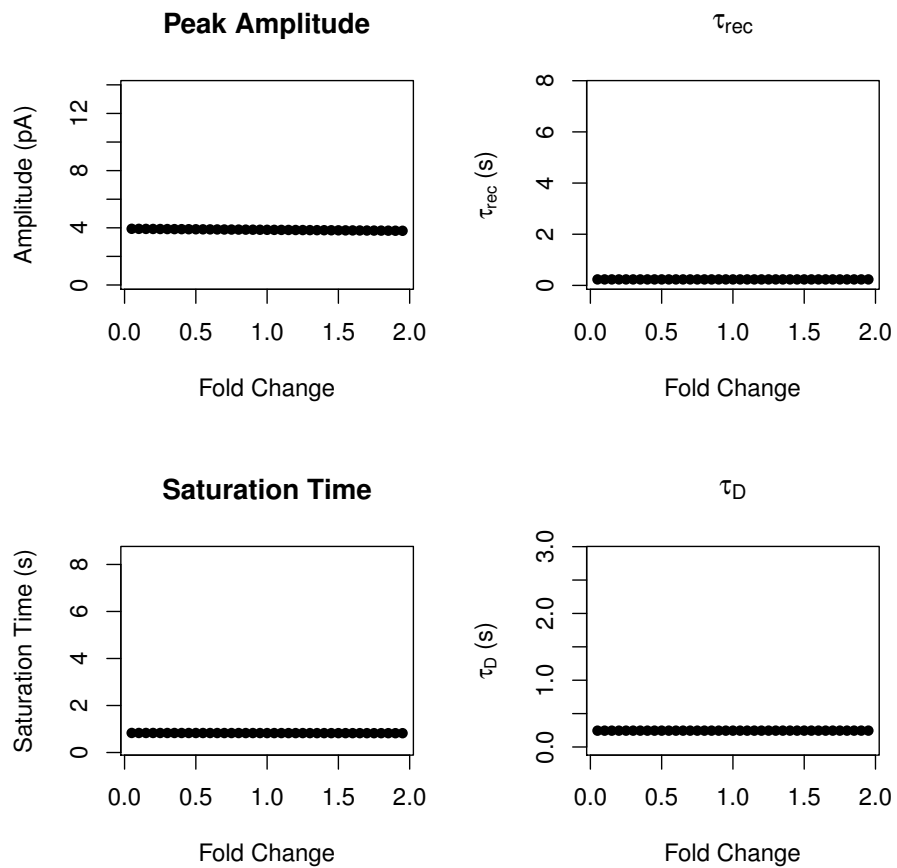 Peak Amplitude
Amplitude (pA)
12
8
4
0
0.0 0.5 1.0 1.5 2.0
Fold Change
τrec
τrec (s)
8
6
4
2
0
0.0 0.5 1.0 1.5 2.0
Fold Change
Saturation Time
Saturation Time (s)
8
6
4
2
0
0.0 0.5 1.0 1.5 2.0
Fold Change
τD
τD (s)
3.0
2.0
1.0
0.0
0.0 0.5 1.0 1.5 2.0
Fold Change